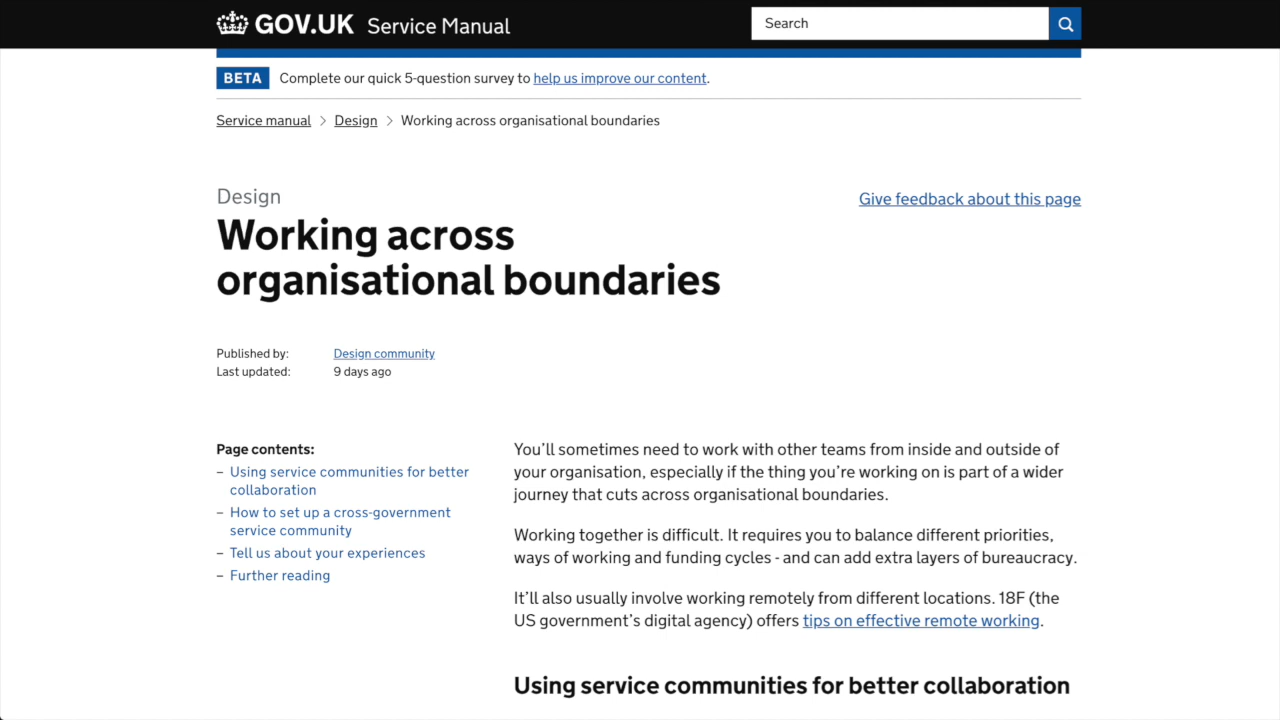 GOV.UK Service Manual
Search
BETA Complete our quick 5-question survey to help us improve our content.
Service manual > Design > Working across organisational boundaries
Design
Give feedback about this page
Working across
organisational boundaries
Published by: Design community
Last updated: 9 days ago
Page contents:
– Using service communities for better
collaboration
– How to set up a cross-government
service community
– Tell us about your experiences
– Further reading
You’ll sometimes need to work with other teams from inside and outside of
your organisation, especially if the thing you’re working on is part of a wider
journey that cuts across organisational boundaries.
Working together is difficult. It requires you to balance different priorities,
ways of working and funding cycles - and can add extra layers of bureaucracy.
It’ll also usually involve working remotely from different locations. 18F (the
US government’s digital agency) offers tips on effective remote working.
Using service communities for better collaboration